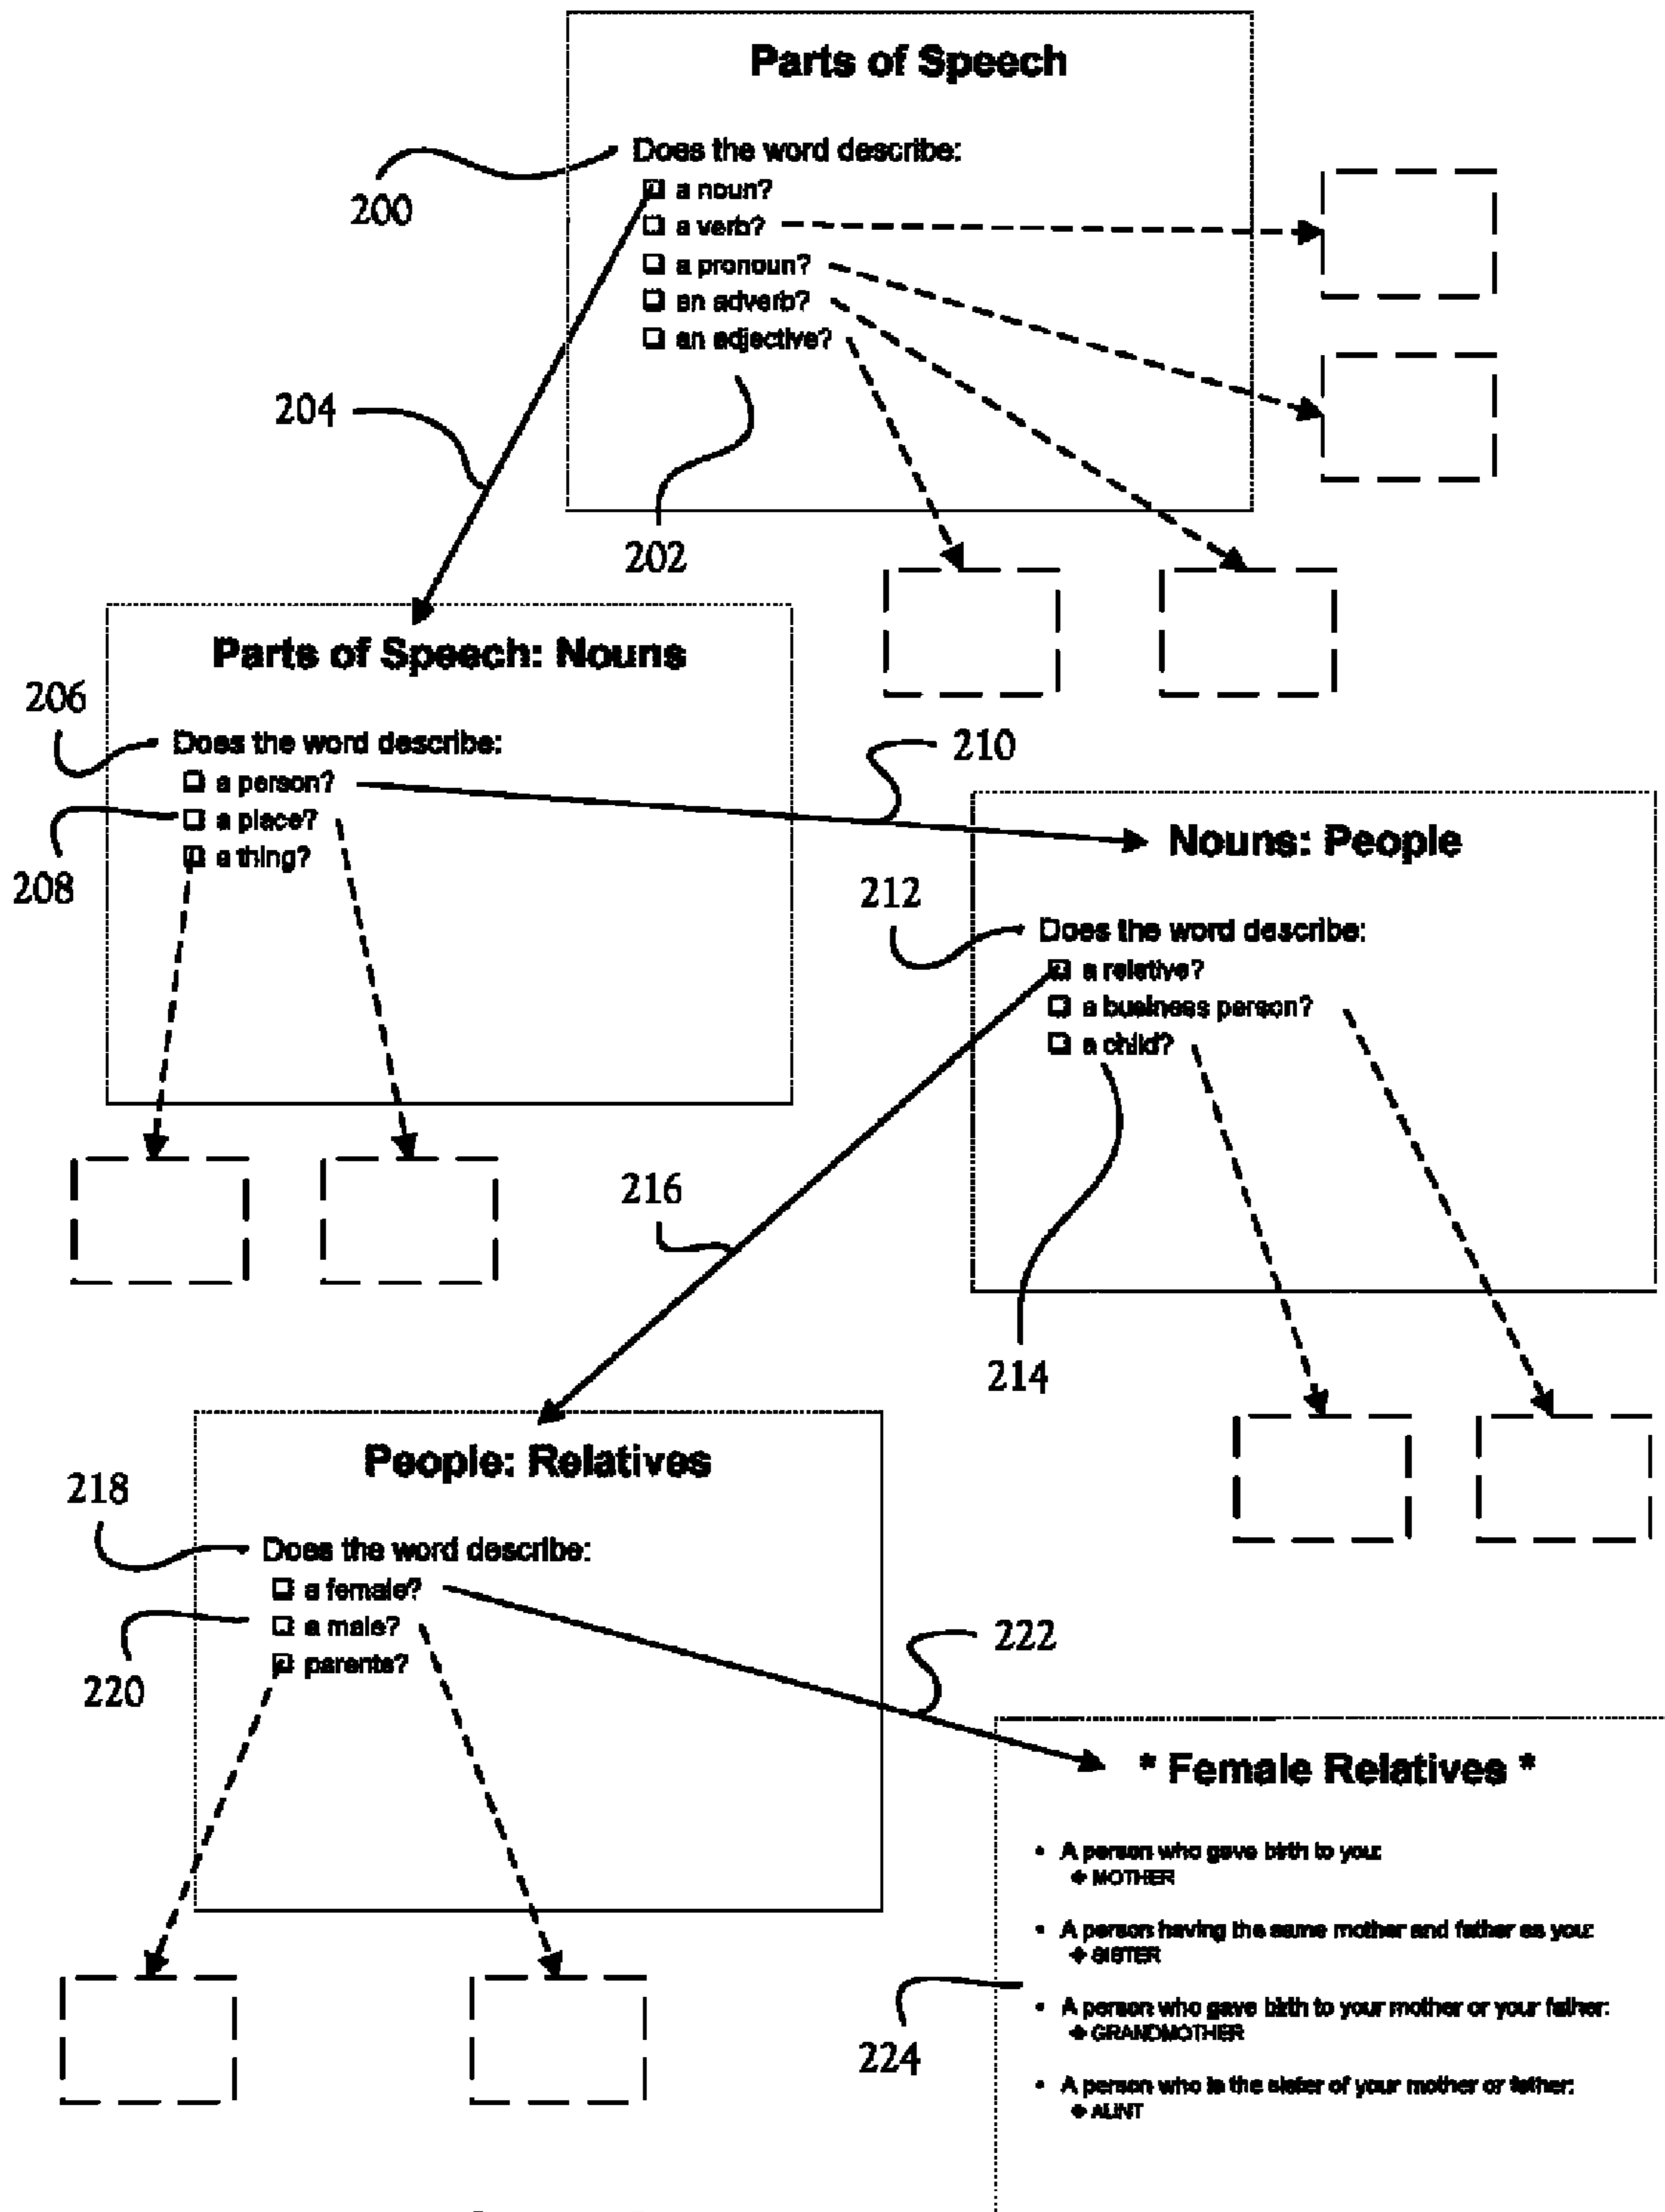 Parts of Speech
Does the word describe:
200
a noun?
a verb?
a pronoun?
an adverb?
an adjective?
204
202
Parts of Speech: Nouns
206
Does the word describe:
a person?
a place?
a thing?
208
210
Nouns: People
212
Does the word describe:
a relative?
a business person?
a child?
216
214
People: Relatives
218
Does the word describe:
a female?
a male?
parents?
220
222
* Female Relatives *
• A person who gave birth to you:
❖ MOTHER
• A person having the same mother and father as you:
❖ SISTER
• A person who gave birth to your mother or your father:
❖ GRANDMOTHER
224
• A person who is the sister of your mother or father:
❖ AUNT